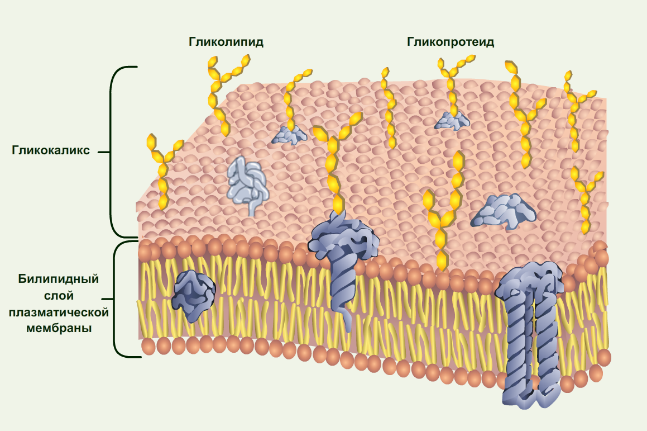 Гликолипид
Гликопротеид
Гликокаликс
Билипидный
слой
плазматической
мембраны